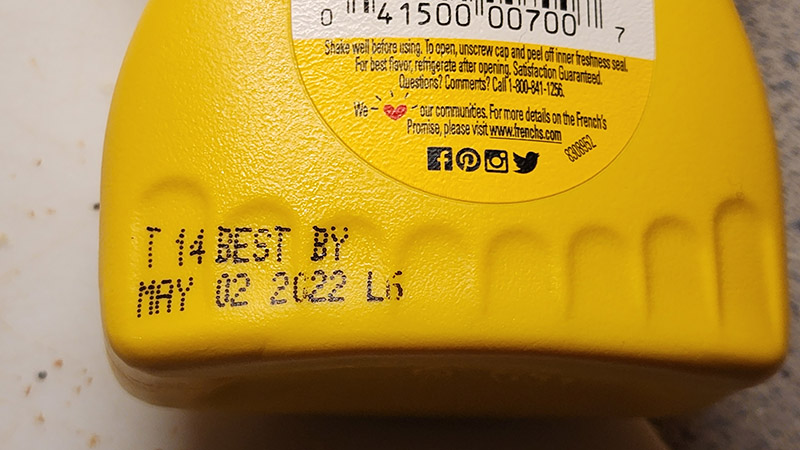 0 41500 00700 7
Shake well before using. To open, unscrew cap and peel off inner freshness seal.
For best flavor, refrigerate after opening. Satisfaction Guaranteed.
Questions? Comments? Call 1-800-841-1256.
We our communities. For more details on the French's
Promise, please visit www.frenchs.com
8308952
T 14 BEST BY
MAY 02 2022 L6